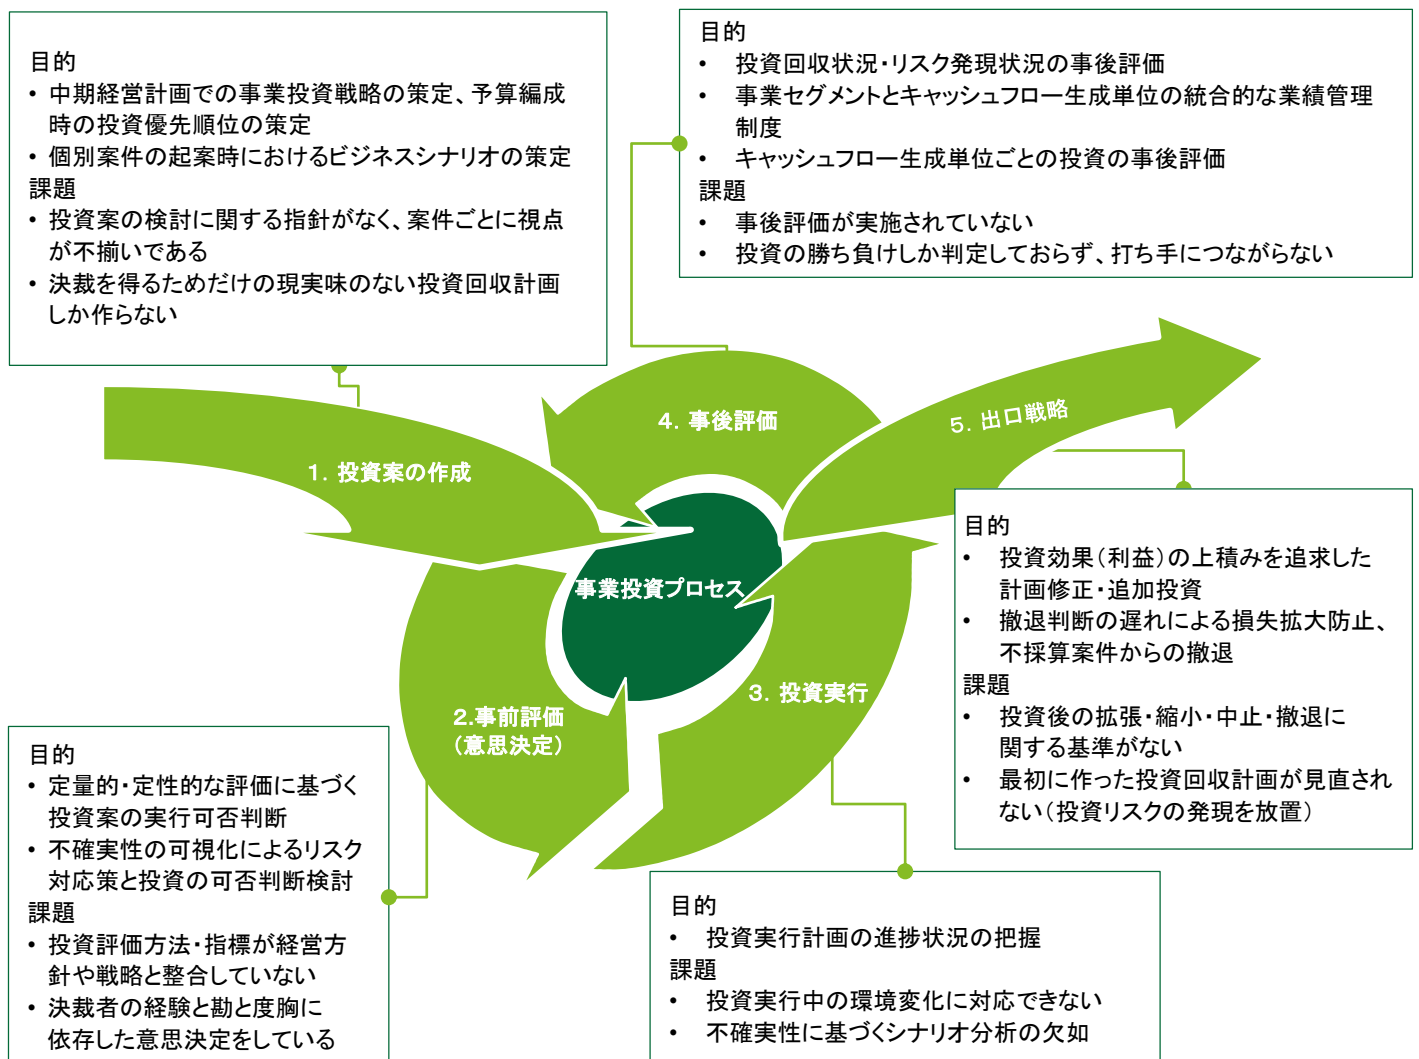 目的
• 中期経営計画での事業投資戦略の策定、予算編成
時の投資優先順位の策定
• 個別案件の起案時におけるビジネスシナリオの策定
課題
• 投資案の検討に関する指針がなく、案件ごとに視点
が不揃いである
• 決裁を得るためだけの現実味のない投資回収計画
しか作らない
目的
• 投資回収状況・リスク発現状況の事後評価
• 事業セグメントとキャッシュフロー生成単位の統合的な業績管理
制度
• キャッシュフロー生成単位ごとの投資の事後評価
課題
• 事後評価が実施されていない
• 投資の勝ち負けしか判定しておらず、打ち手につながらない
1. 投資案の作成
4. 事後評価
5. 出口戦略
事業投資プロセス
2.事前評価
(意思決定)
3. 投資実行
目的
• 投資効果(利益)の上積みを追求した
計画修正・追加投資
• 撤退判断の遅れによる損失拡大防止、
不採算案件からの撤退
課題
• 投資後の拡張・縮小・中止・撤退に
関する基準がない
• 最初に作った投資回収計画が見直され
ない(投資リスクの発現を放置)
目的
• 定量的・定性的な評価に基づく
投資案の実行可否判断
• 不確実性の可視化によるリスク
対応策と投資の可否判断検討
課題
• 投資評価方法・指標が経営方
針や戦略と整合していない
• 決裁者の経験と勘と度胸に
依存した意思決定をしている
目的
• 投資実行計画の進捗状況の把握
課題
• 投資実行中の環境変化に対応できない
• 不確実性に基づくシナリオ分析の欠如